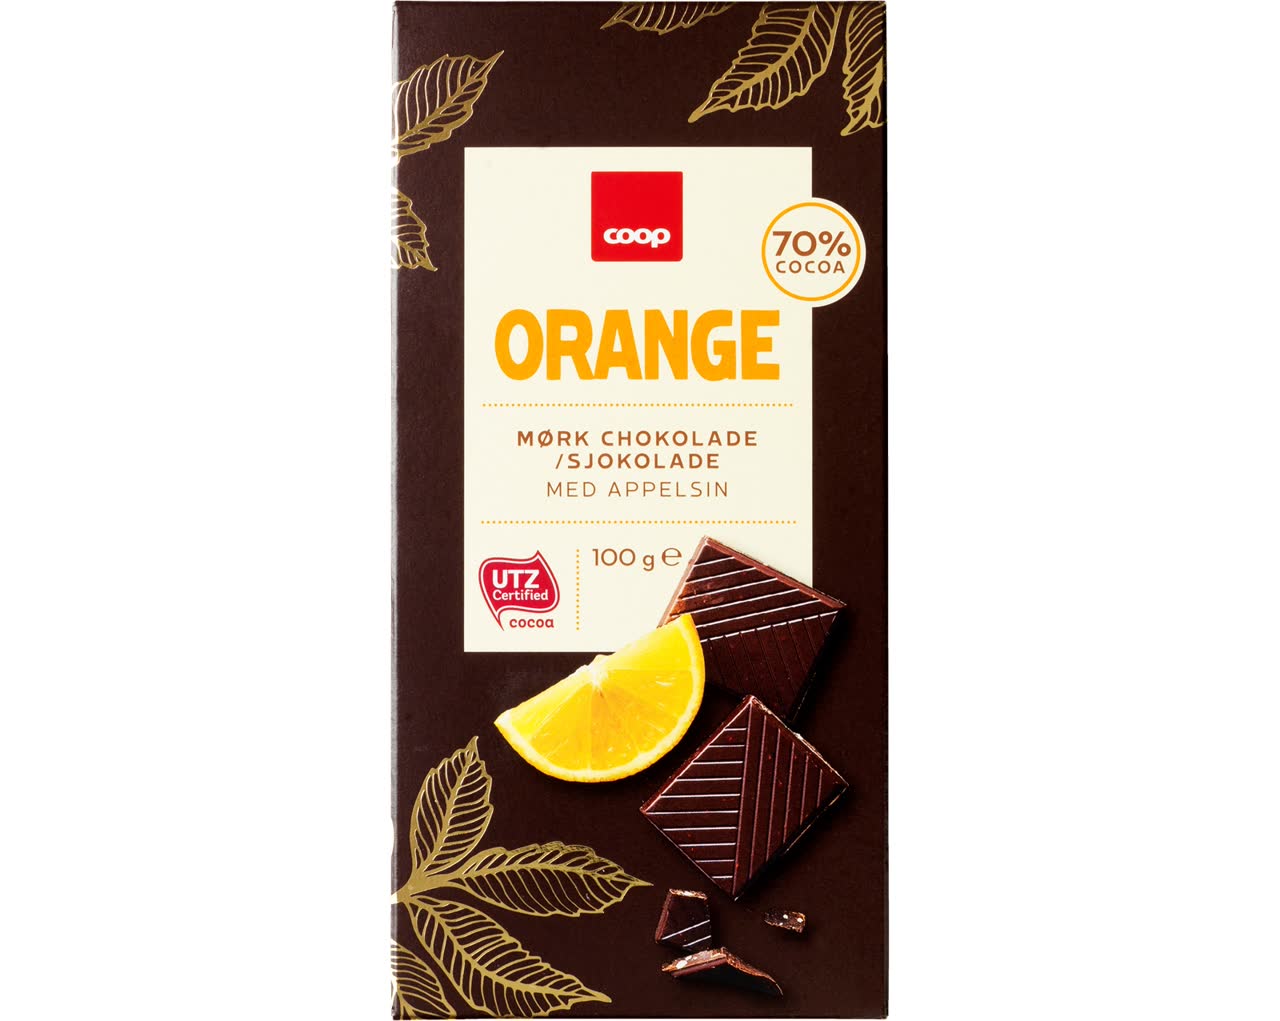 coop
70%
COCOA
ORANGE
MØRK CHOKOLADE
/SJOKOLADE
MED APPELSIN
100 g ℮
UTZ
Certified
cocoa